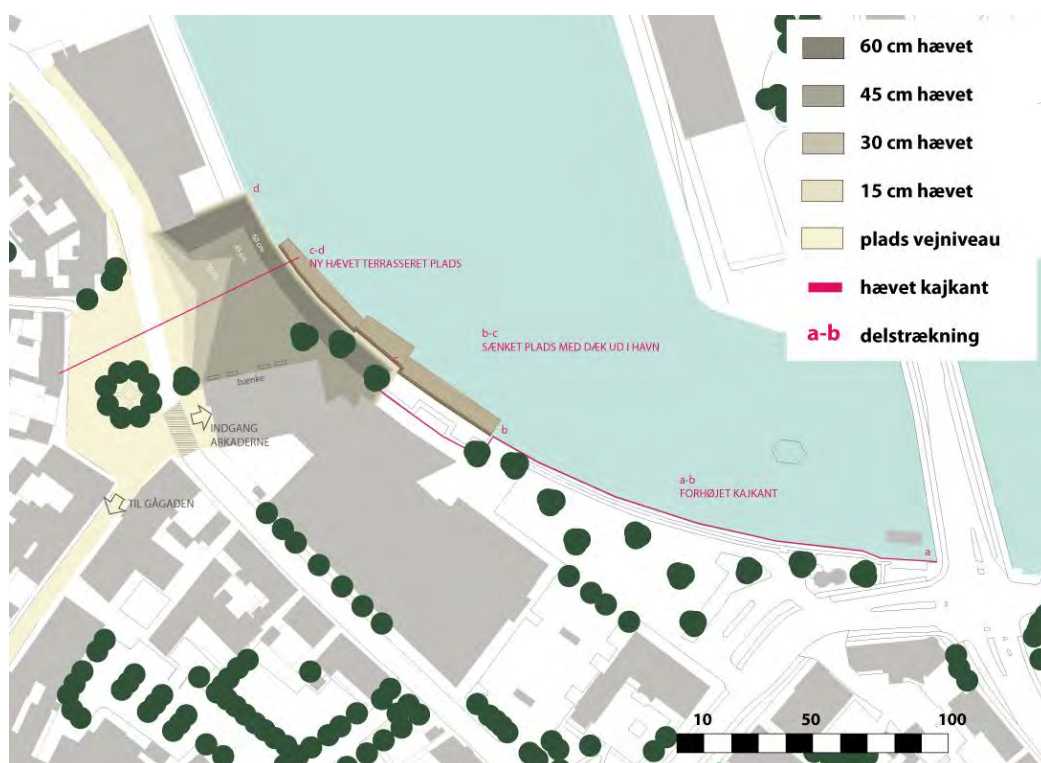 60 cm hævet
45 cm hævet
30 cm hævet
15 cm hævet
plads vejniveau
hævet kajkant
a-b delstrækning
d
c-d
NY HÆVET TERRASSERET PLADS
b-c
SÆNKET PLADS MED DÆK UD I HAVN
c
bænke
b
INDGANG
ARKADERNE
a-b
FORHØJET KAJKANT
TIL GÅGADEN
a
10 50 100